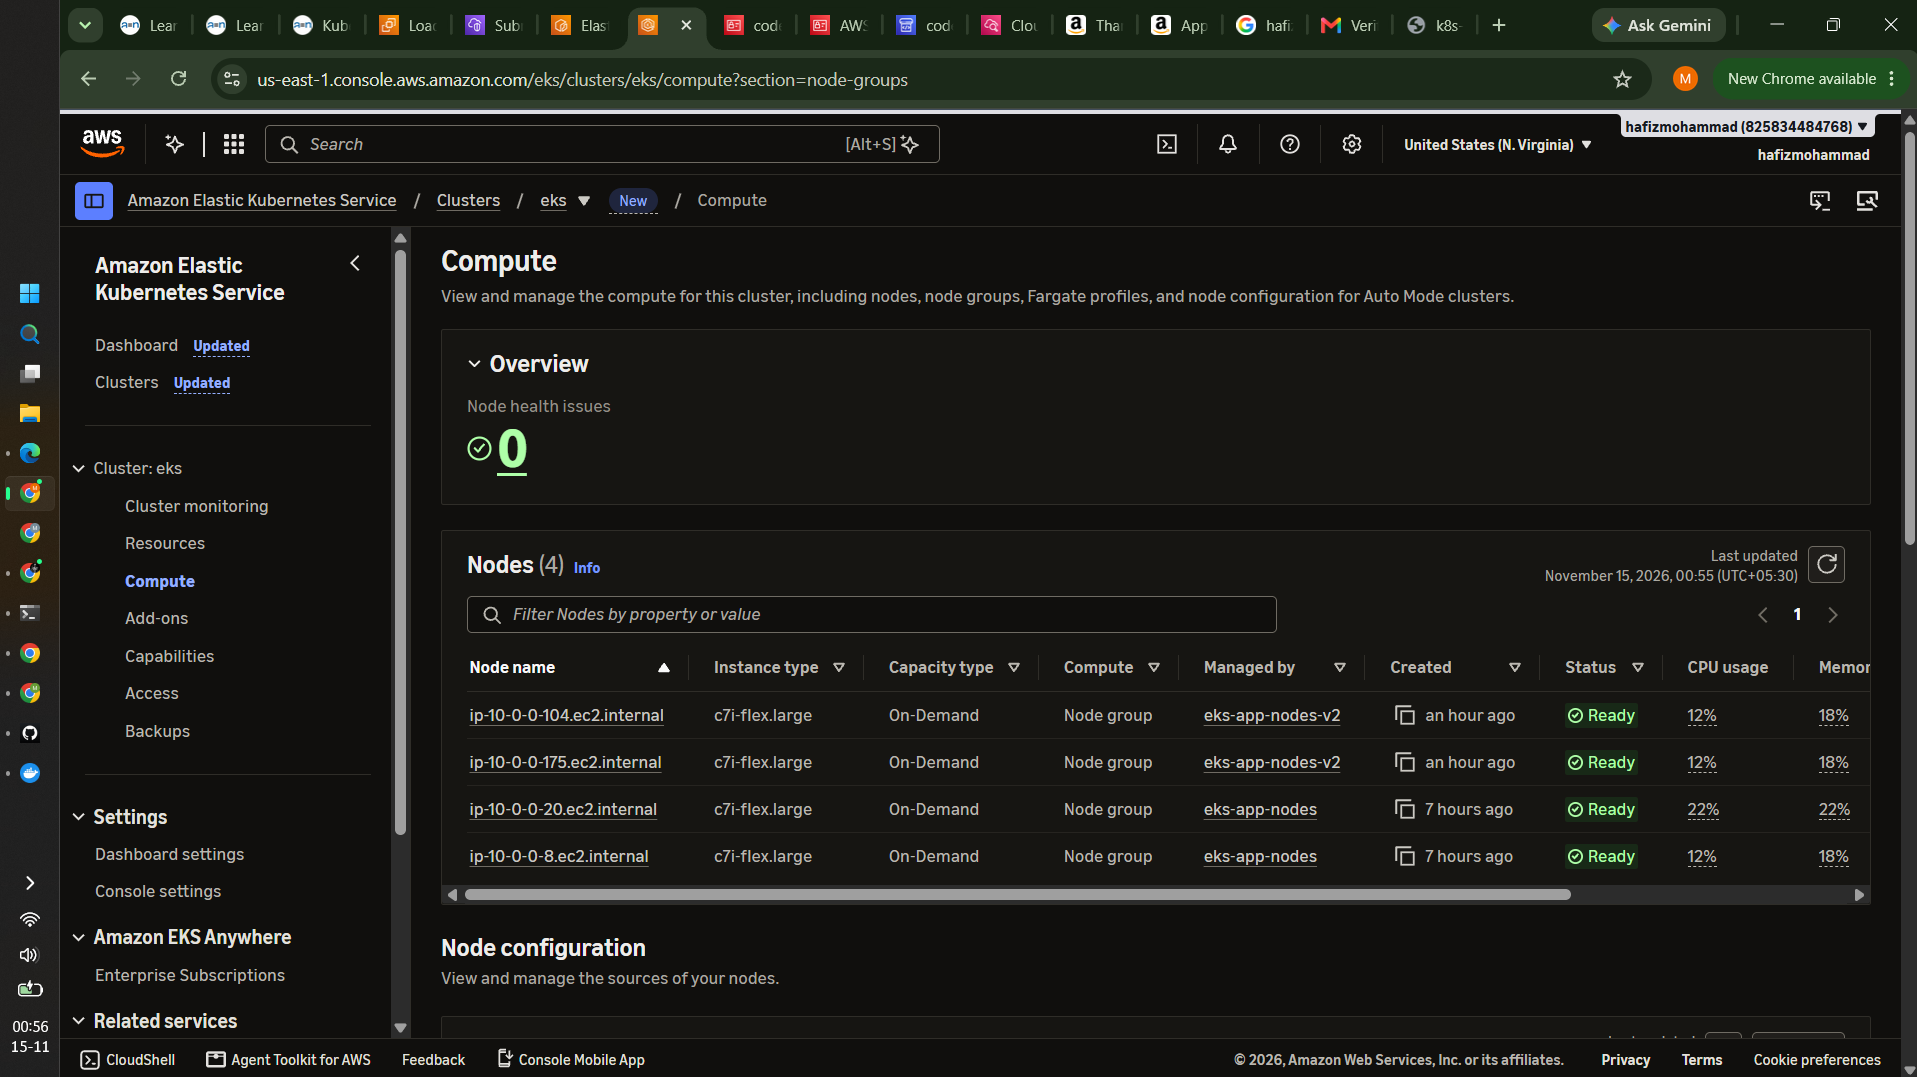 Lear
Lear
Kub
Loa
Sub
Elas
cod
AW
cod
Clo
Tha
App
hafi
Veri
k8s-
Ask Gemini
us-east-1.console.aws.amazon.com/eks/clusters/eks/compute?section=node-groups
M
New Chrome available
aws
Search
[Alt+S]
United States (N. Virginia)
hafizmohammad (825834484768)
hafizmohammad
Amazon Elastic Kubernetes Service / Clusters / eks New / Compute
Amazon Elastic
Kubernetes Service
Dashboard Updated
Clusters Updated
Cluster: eks
Cluster monitoring
Resources
Compute
Add-ons
Capabilities
Access
Backups
Settings
Dashboard settings
Console settings
Amazon EKS Anywhere
Enterprise Subscriptions
Related services
Compute
View and manage the compute for this cluster, including nodes, node groups, Fargate profiles, and node configuration for Auto Mode clusters.
Overview
Node health issues
0
Nodes (4) Info
Last updated
November 15, 2026, 00:55 (UTC+05:30)
Filter Nodes by property or value
1
Node name Instance type Capacity type Compute Managed by Created Status CPU usage Memor
ip-10-0-0-104.ec2.internal c7i-flex.large On-Demand Node group eks-app-nodes-v2 an hour ago Ready 12% 18%
ip-10-0-0-175.ec2.internal c7i-flex.large On-Demand Node group eks-app-nodes-v2 an hour ago Ready 12% 18%
ip-10-0-0-20.ec2.internal c7i-flex.large On-Demand Node group eks-app-nodes 7 hours ago Ready 22% 22%
ip-10-0-0-8.ec2.internal c7i-flex.large On-Demand Node group eks-app-nodes 7 hours ago Ready 12% 18%
Node configuration
View and manage the sources of your nodes.
00:56
15-11
CloudShell Agent Toolkit for AWS Feedback Console Mobile App
© 2026, Amazon Web Services, Inc. or its affiliates. Privacy Terms Cookie preferences